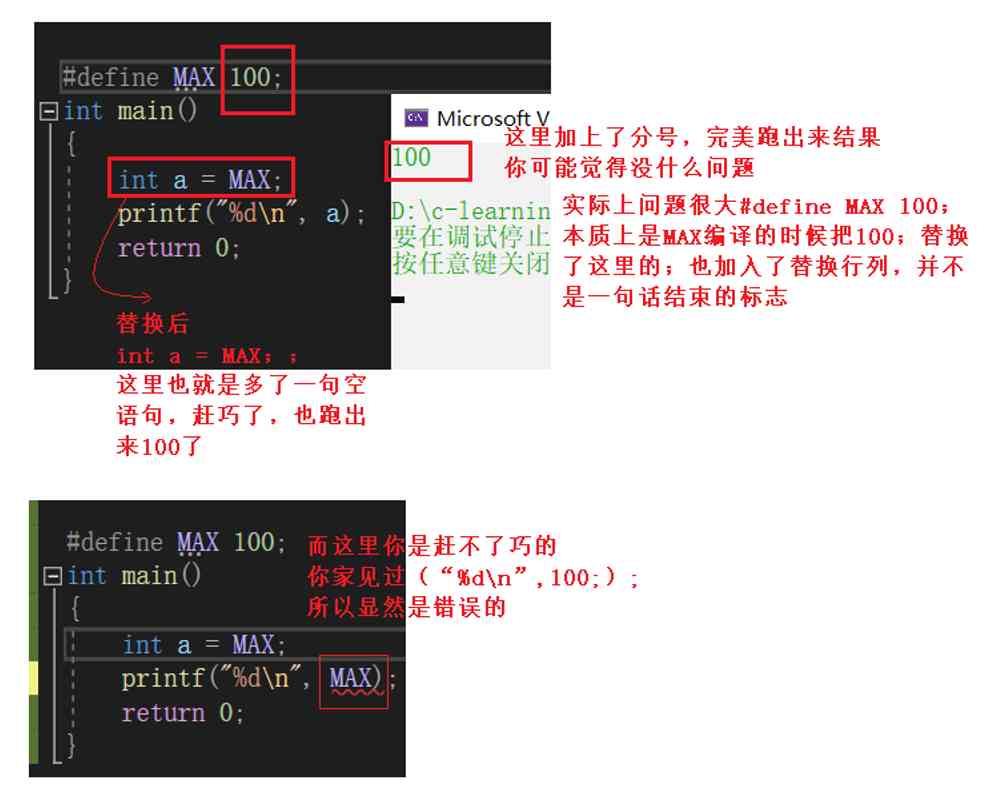 #define MAX 100;
int main()
{
int a = MAX;
printf("%d\n", a);
return 0;
}
Microsoft V
100
D:\c-learnin
要在调试停止
按任意键关闭
这里加上了分号，完美跑出来结果
你可能觉得没什么问题
实际上问题很大#define MAX 100；
本质上是MAX编译的时候把100；替换
了这里的；也加入了替换行列，并不
是一句话结束的标志
替换后
int a = MAX；；
这里也就是多了一句空
语句，赶巧了，也跑出
来100了
#define MAX 100;
int main()
{
int a = MAX;
printf("%d\n", MAX);
return 0;
}
而这里你是赶不了巧的
你家见过（“%d\n”,100;）;
所以显然是错误的